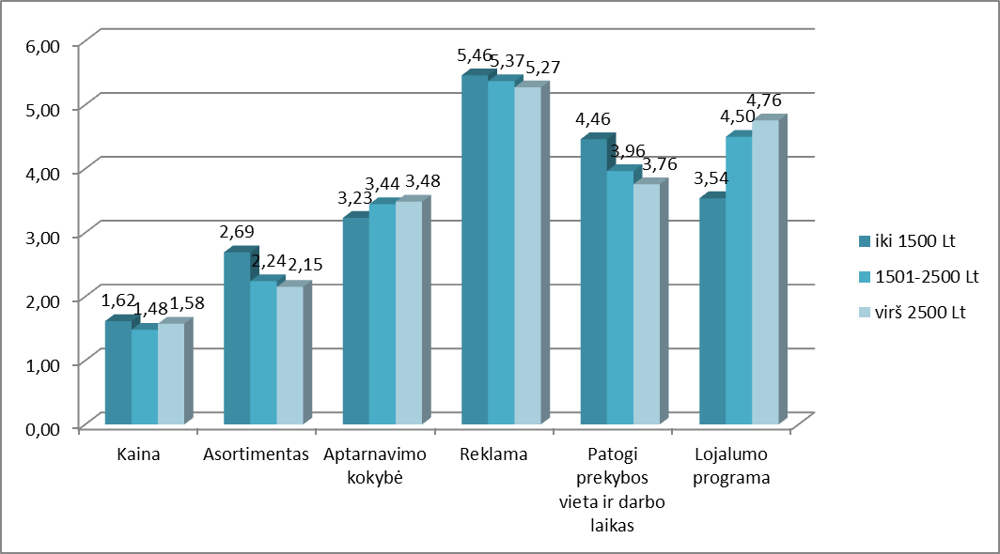 6,00
5,00
4,00
3,00
2,00
1,00
0,00
1,62
1,48
1,58
2,69
2,24
2,15
3,23
3,44
3,48
5,46
5,37
5,27
4,46
3,96
3,76
3,54
4,50
4,76
Kaina
Asortimentas
Aptarnavimo
kokybė
Reklama
Patogi
prekybos
vieta ir darbo
laikas
Lojalumo
programa
iki 1500 Lt
1501-2500 Lt
virš 2500 Lt